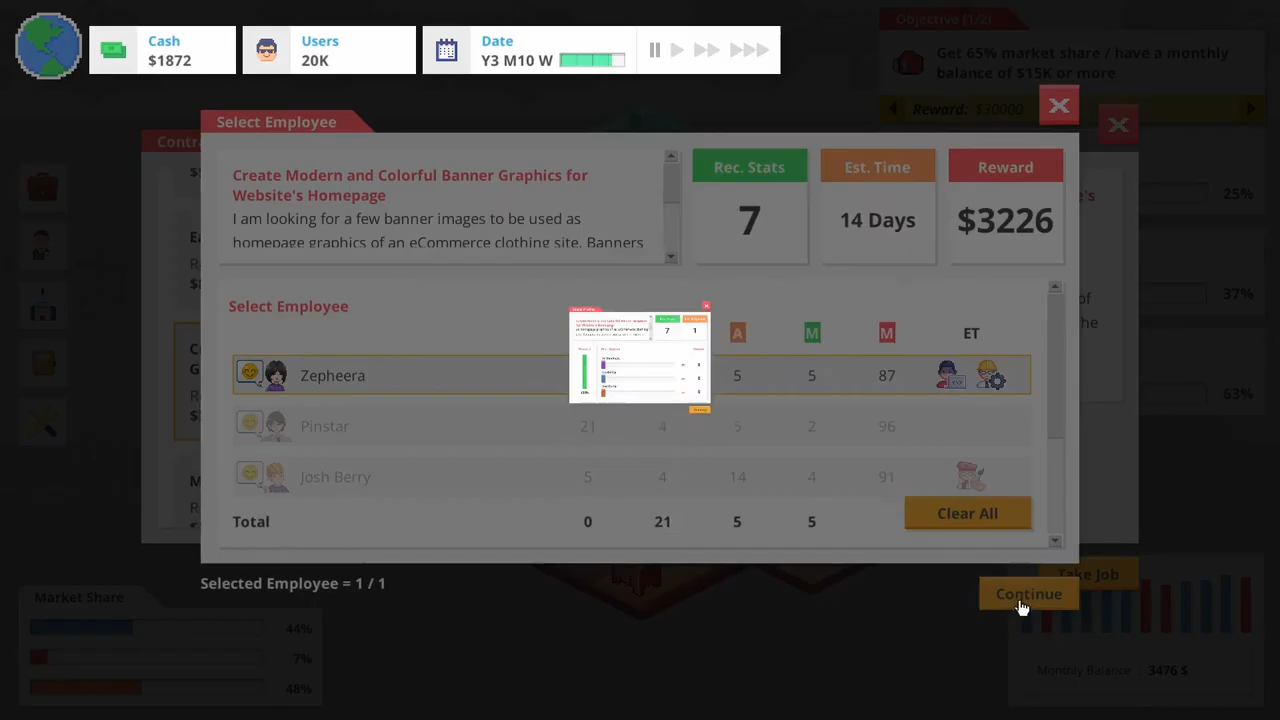 Cash
$1872
Users
20K
Date
Y3 M10 W
Objective [1/2]
Get 65% market share / have a monthly
balance of $15K or more
Reward: $30000
Contra
Select Employee
Create Modern and Colorful Banner Graphics for
Website's Homepage
I am looking for a few banner images to be used as
homepage graphics of an eCommerce clothing site. Banners
Rec. Stats
7
Est. Time
14 Days
Reward
$3226
25%
37%
63%
Select Employee
A M M ET
Zepheera 5 5 87
Pinstar 21 4 5 2 96
Josh Berry 5 4 14 4 91
Total 0 21 5 5
Clear All
Selected Employee = 1 / 1
Take Job
Continue
Market Share
44%
7%
48%
Monthly Balance 3476 $
7
1